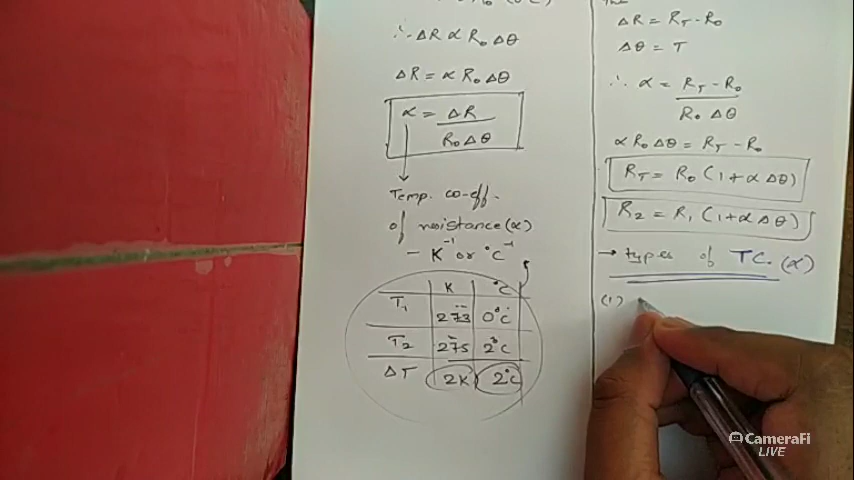 ∴ ΔR ∝ R₀ Δθ
ΔR = ∝ R₀ Δθ
∝ = ΔR / R₀ Δθ
Temp. co-eff.
of resistance (∝)
- K⁻¹ or °C⁻¹
K °C
T₁ 273 0°C
T₂ 275 2°C
ΔT 2K 2°C
ΔR = R_T - R₀
Δθ = T
∴ ∝ = R_T - R₀ / R₀ Δθ
∝ R₀ Δθ = R_T - R₀
R_T = R₀ (1 + ∝ Δθ)
R₂ = R₁ (1 + ∝ Δθ)
→ types of TC. (∝)
(1)
CameraFi
LIVE